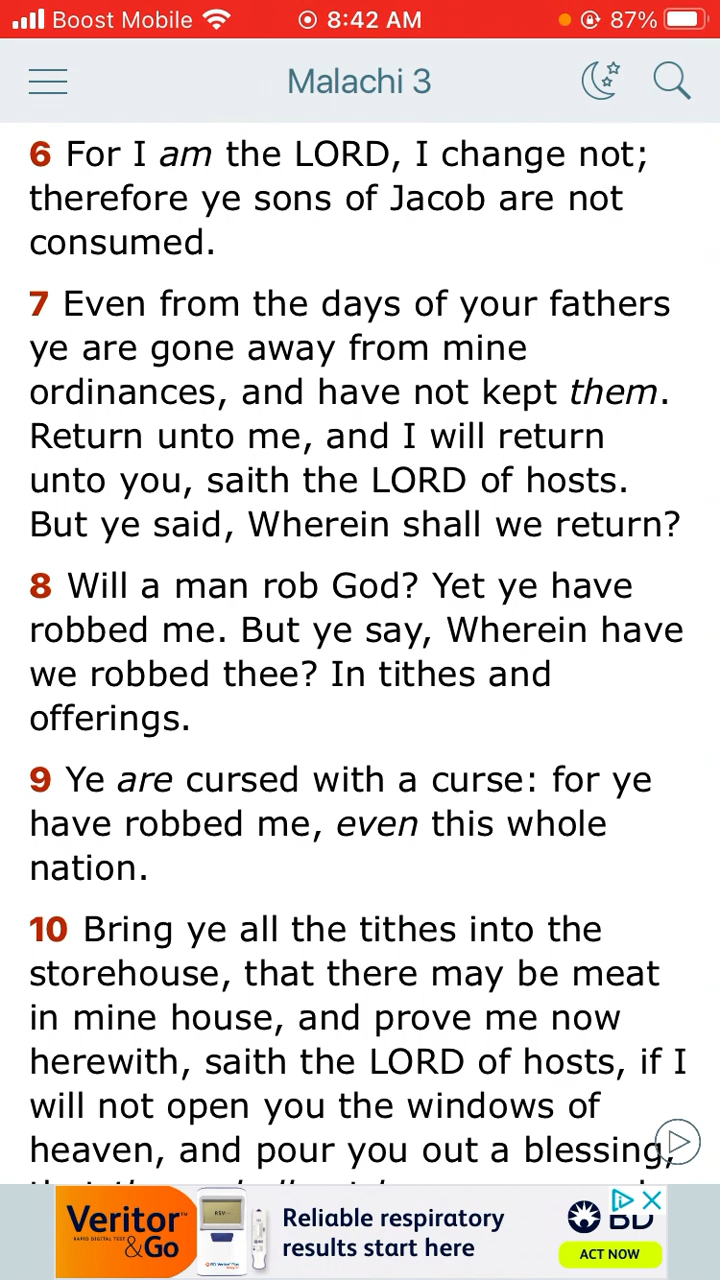 Boost Mobile 8:42 AM 87%
Malachi 3
6 For I am the LORD, I change not;
therefore ye sons of Jacob are not
consumed.
7 Even from the days of your fathers
ye are gone away from mine
ordinances, and have not kept them.
Return unto me, and I will return
unto you, saith the LORD of hosts.
But ye said, Wherein shall we return?
8 Will a man rob God? Yet ye have
robbed me. But ye say, Wherein have
we robbed thee? In tithes and
offerings.
9 Ye are cursed with a curse: for ye
have robbed me, even this whole
nation.
10 Bring ye all the tithes into the
storehouse, that there may be meat
in mine house, and prove me now
herewith, saith the LORD of hosts, if I
will not open you the windows of
heaven, and pour you out a blessing,
Veritor™
RAPID DIGITAL TEST
&Go
RSV
Reliable respiratory
results start here
BD
ACT NOW